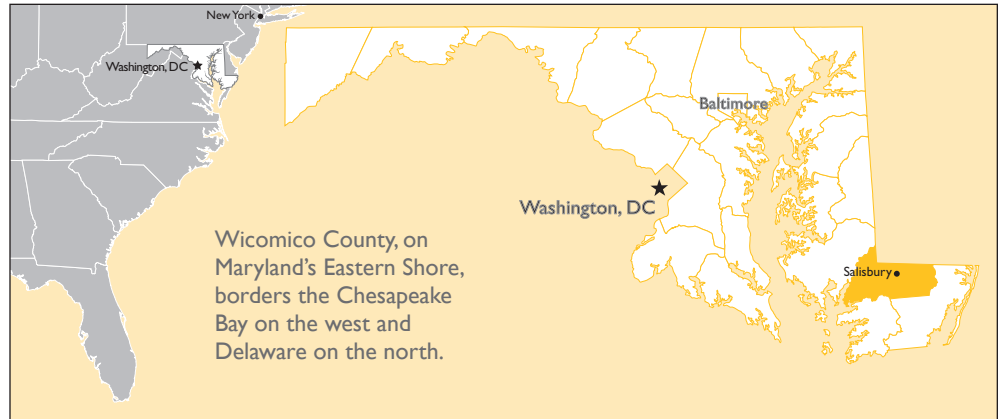 New York
Washington, DC
Baltimore
Washington, DC
Salisbury
Wicomico County, on
Maryland's Eastern Shore,
borders the Chesapeake
Bay on the west and
Delaware on the north.